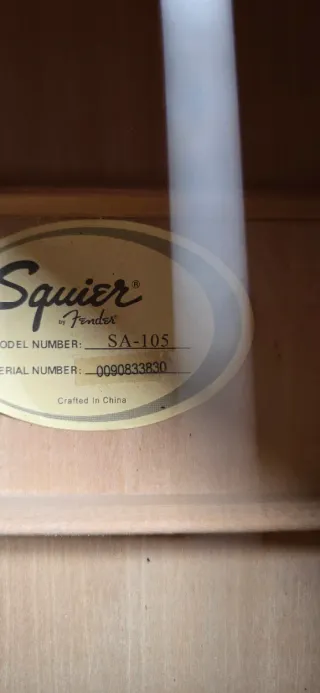 Squier®
by Fender
ODEL NUMBER: SA-105
ERIAL NUMBER: 0090833830
Crafted in China